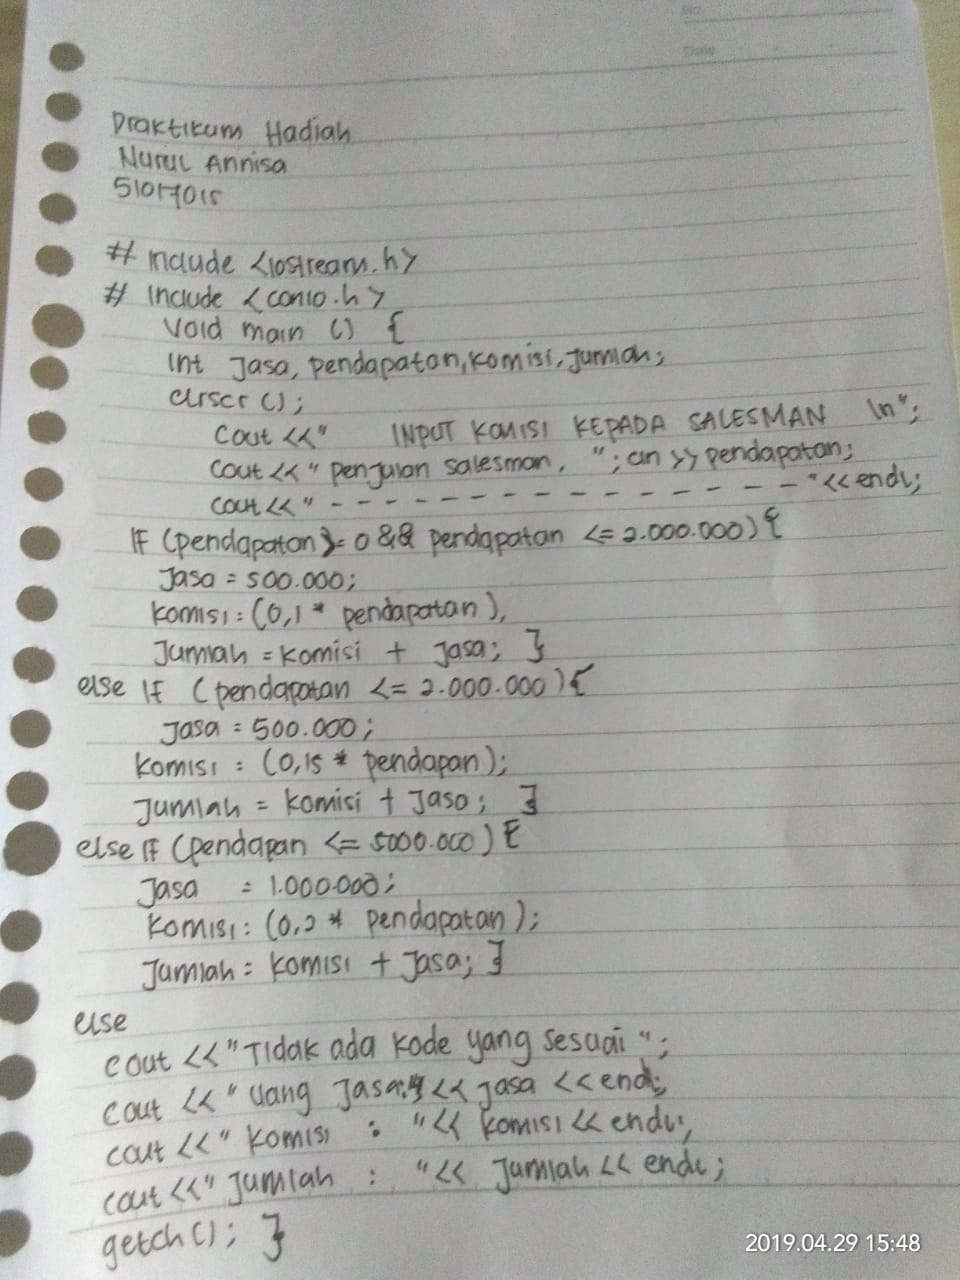 No.
Date
Praktikum Hadiah
Nurul Annisa
51017015
# Include <iostream.h>
# Include <conio.h>
Void main () {
Int Jasa, pendapatan, komisi, Jumlah;
clrscr ();
Cout <<" INPUT KOMISI KEPADA SALESMAN \n";
Cout << " penjulan salesman, "; cin >> pendapatan;
cout << " - - - - - - - - - - - - - - - - "<< endl;
IF (pendapatan >= 0 && pendapatan <= 2.000.000) {
Jasa = 500.000;
komisi = (0,1 * pendapatan),
Jumlah = komisi + Jasa; }
else IF (pendapatan <= 2.000.000) {
Jasa = 500.000;
Komisi = (0,15 * pendapan);
Jumlah = komisi + Jasa; }
else IF (pendapan <= 5000.000) {
Jasa = 1.000.000;
Komisi = (0,2 * pendapatan);
Jumlah = komisi + Jasa; }
else
cout <<"Tidak ada kode yang sesuai ";
cout << " Uang Jasa:" << jasa << endl;
cout <<" Komisi : "<< komisi << endl;
cout <<" Jumlah : "<< Jumlah << endl;
getch(); }
2019.04.29 15:48